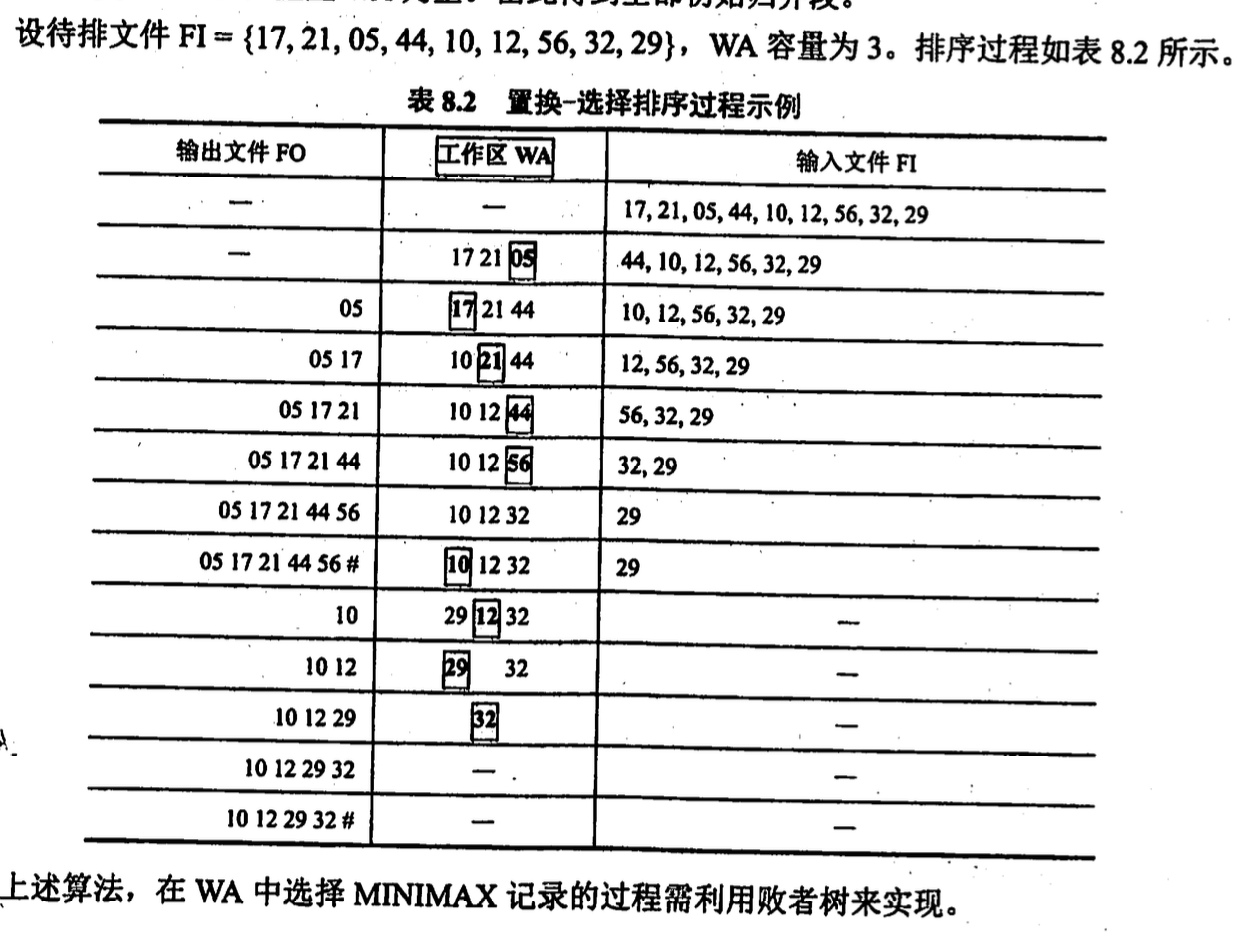 设待排文件 FI = {17, 21, 05, 44, 10, 12, 56, 32, 29}，WA 容量为 3。排序过程如表 8.2 所示。
表 8.2 置换-选择排序过程示例
输出文件 FO 工作区 WA 输入文件 FI
— — 17, 21, 05, 44, 10, 12, 56, 32, 29
— 17 21 05 44, 10, 12, 56, 32, 29
05 17 21 44 10, 12, 56, 32, 29
05 17 10 21 44 12, 56, 32, 29
05 17 21 10 12 44 56, 32, 29
05 17 21 44 10 12 56 32, 29
05 17 21 44 56 10 12 32 29
05 17 21 44 56 # 10 12 32 29
10 29 12 32 —
10 12 29 32 —
10 12 29 32 —
10 12 29 32 — —
10 12 29 32 # — —
上述算法，在 WA 中选择 MINIMAX 记录的过程需利用败者树来实现。